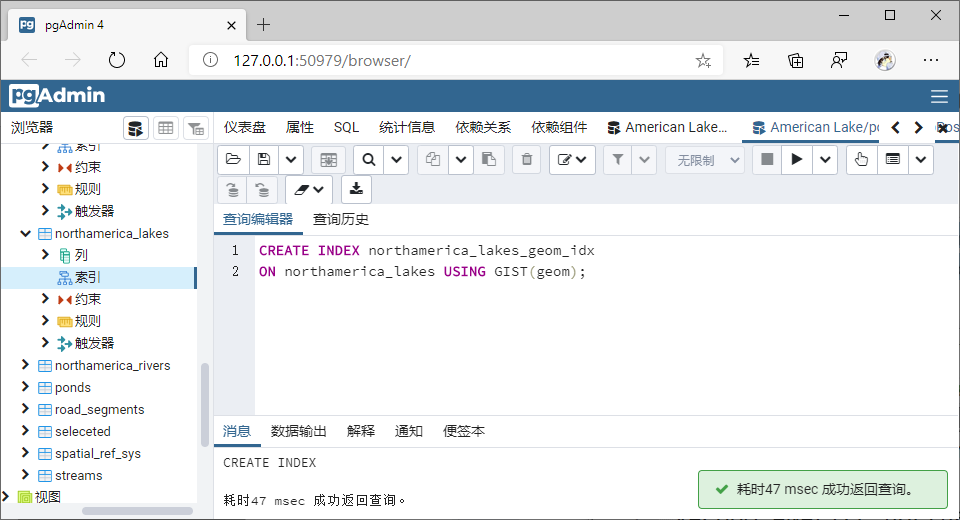 pgAdmin 4
127.0.0.1:50979/browser/
pgAdmin
浏览器
仪表盘 属性 SQL 统计信息 依赖关系 依赖组件 American Lake... American Lake/po
索引
约束
规则
触发器
northamerica_lakes
列
索引
约束
规则
触发器
northamerica_rivers
ponds
road_segments
seleceted
spatial_ref_sys
streams
视图
无限制
查询编辑器 查询历史
1 CREATE INDEX northamerica_lakes_geom_idx
2 ON northamerica_lakes USING GIST(geom);
消息 数据输出 解释 通知 便签本
CREATE INDEX
耗时47 msec 成功返回查询。
耗时47 msec 成功返回查询。